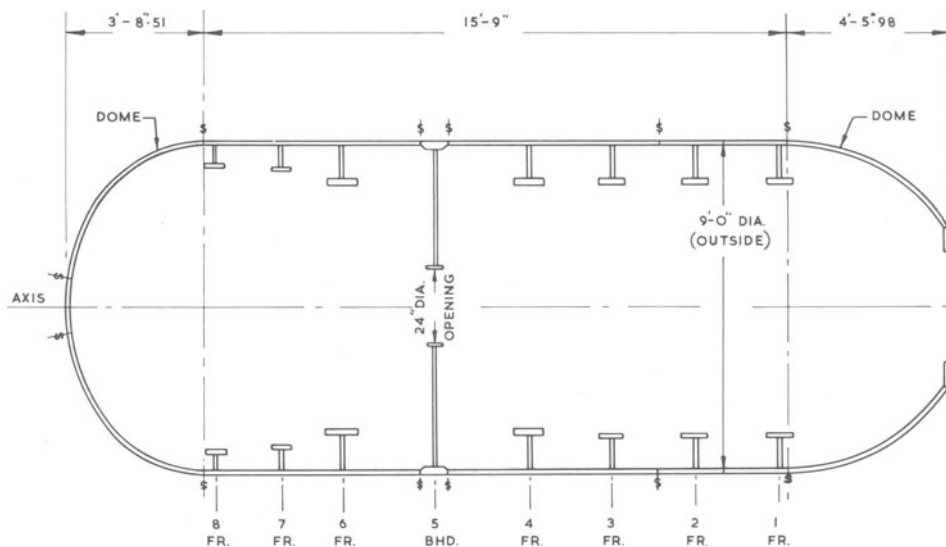 3'-8".51
15'-9"
4'-5".98
DOME
DOME
S
S
S
S
S
9'-0" DIA.
(OUTSIDE)
S
S
AXIS
24" DIA.
OPENING
S
S
S
S
S
8
7
6
5
4
3
2
1
FR.
FR.
FR.
BHD.
FR.
FR.
FR.
FR.